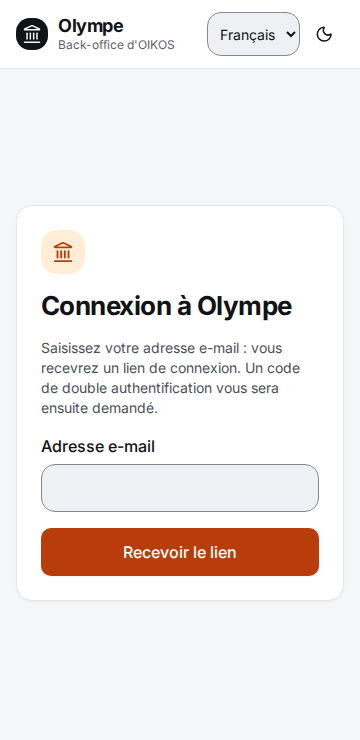 Olympe
Back-office d'OIKOS
Français
Connexion à Olympe
Saisissez votre adresse e-mail : vous
recevrez un lien de connexion. Un code
de double authentification vous sera
ensuite demandé.
Adresse e-mail
Recevoir le lien